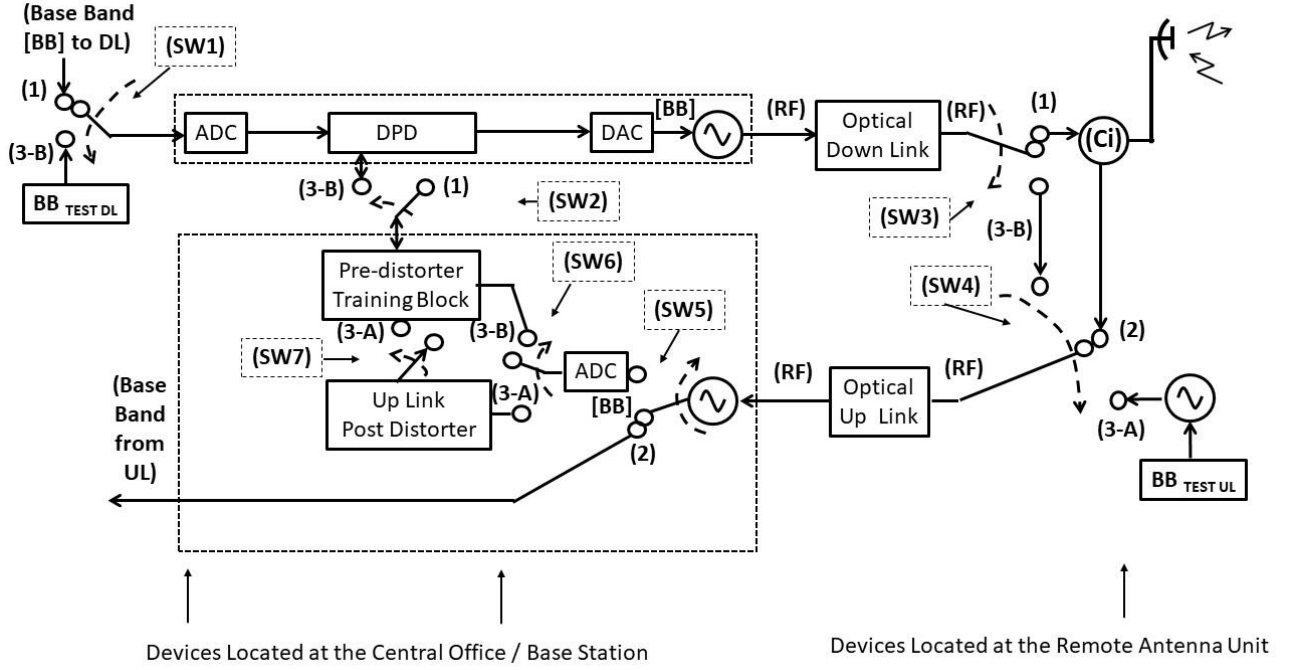 (Base Band
[BB] to DL)
(SW1)
(1)
(3-B)
BB TEST DL
ADC
DPD
DAC
[BB]
(RF)
Optical
Down Link
(RF)
(1)
(Ci)
(3-B)
(1)
(SW2)
(SW3)
(3-B)
Pre-distorter
Training Block
(SW6)
(SW5)
(SW4)
(3-A)
(3-B)
(SW7)
ADC
(2)
(Base
Band
from
UL)
Up Link
Post Distorter
(3-A)
[BB]
(2)
(RF)
Optical
Up Link
(RF)
(3-A)
BB TEST UL
Devices Located at the Central Office / Base Station
Devices Located at the Remote Antenna Unit